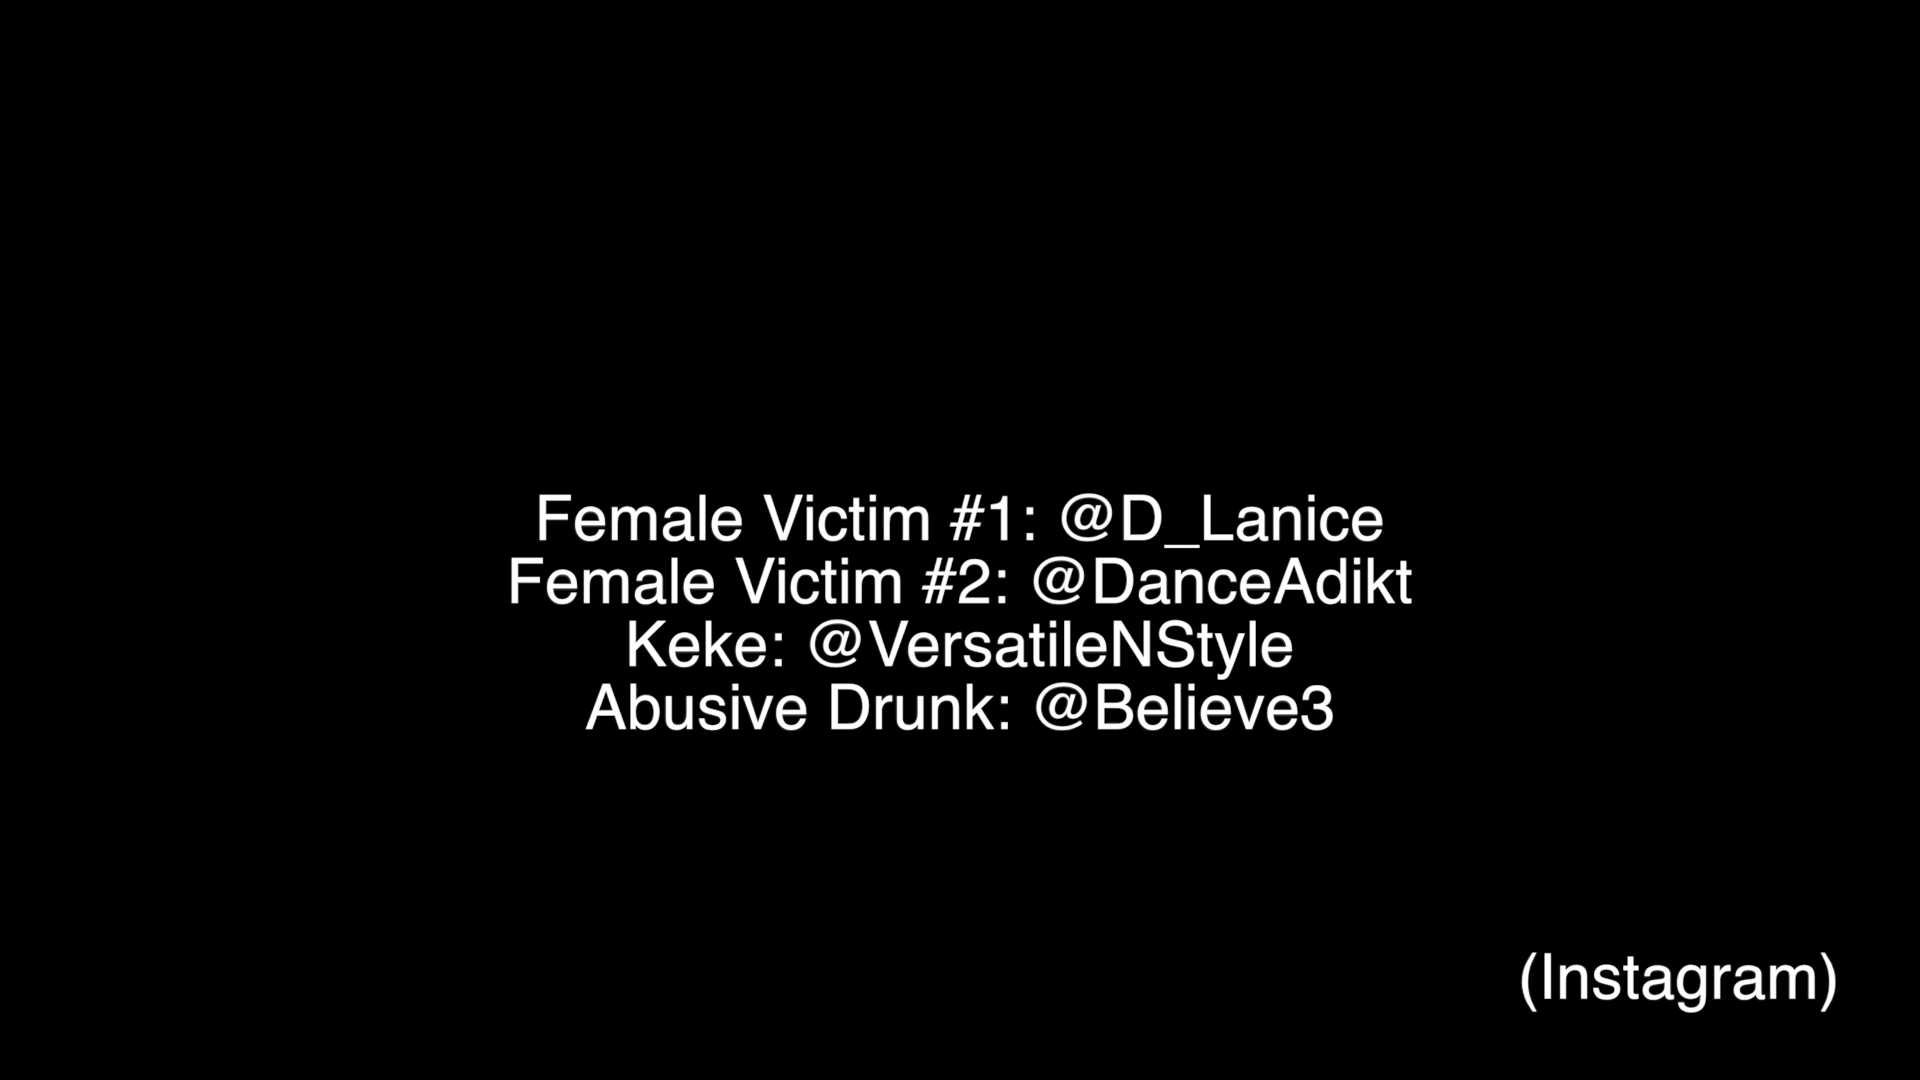 Female Victim #1: @D_Lanice
Female Victim #2: @DanceAdikt
Keke: @VersatileNStyle
Abusive Drunk: @Believe3
(Instagram)